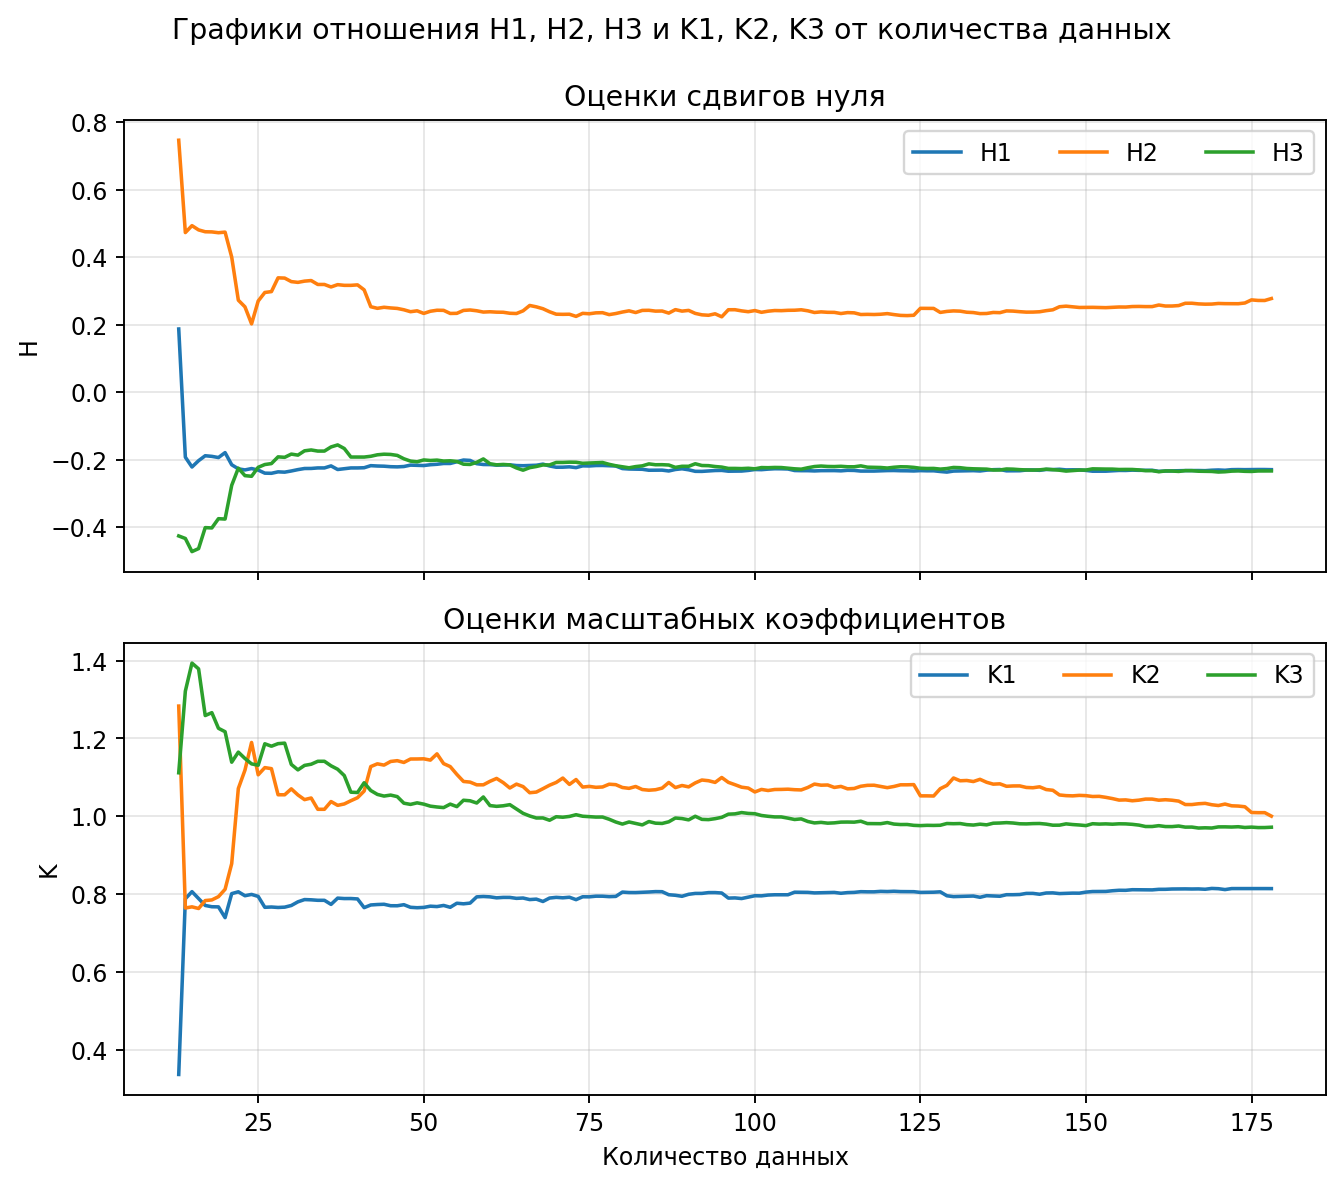 Графики отношения H1, H2, H3 и K1, K2, K3 от количества данных
Оценки сдвигов нуля
H1 H2 H3
0.8
0.6
0.4
0.2
0.0
−0.2
−0.4
H
Оценки масштабных коэффициентов
K1 K2 K3
1.4
1.2
1.0
0.8
0.6
0.4
K
25 50 75 100 125 150 175
Количество данных